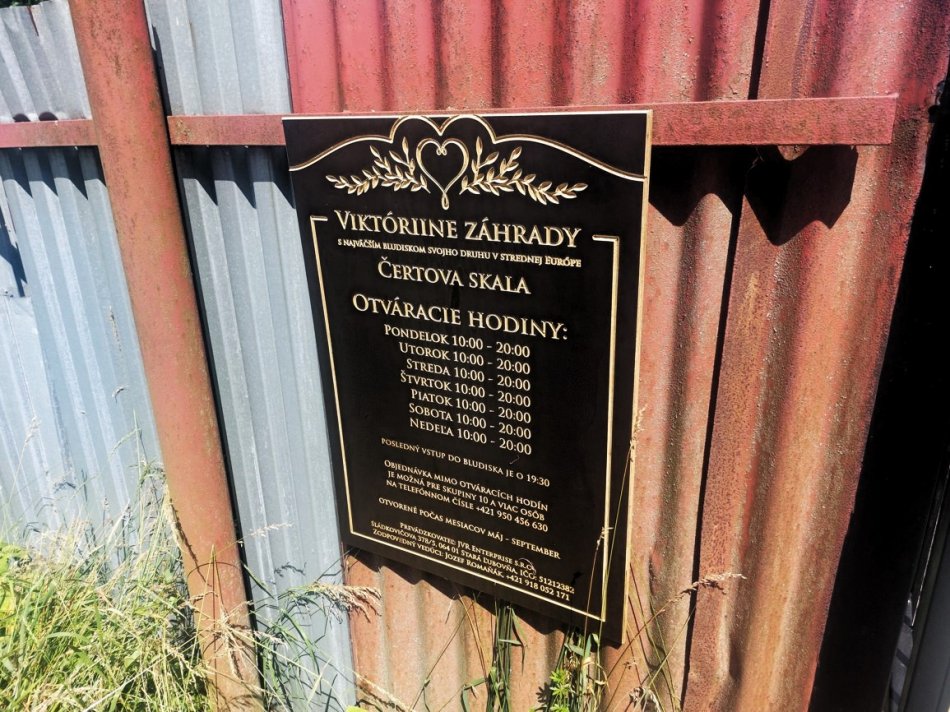 Viktóriine záhrady
s najväčším bludiskom svojho druhu v strednej Európe
Čertova skala
Otváracie hodiny:
Pondelok 10:00 - 20:00
Utorok 10:00 - 20:00
Streda 10:00 - 20:00
Štvrtok 10:00 - 20:00
Piatok 10:00 - 20:00
Sobota 10:00 - 20:00
Nedeľa 10:00 - 20:00
posledný vstup do bludiska je o 19:30
Objednávka mimo otváracích hodín
je možná pre skupiny 10 a viac osôb
na telefónnom čísle +421 950 456 630
otvorené počas mesiacov máj - september
Prevádzkovateľ: JVR Enterprise s.r.o.
Sládkovičova 378/5, 064 01 Stará Ľubovňa, IČO: 51212382
Zodpovedný vedúci: Jozef Romaňák, +421 918 052 171